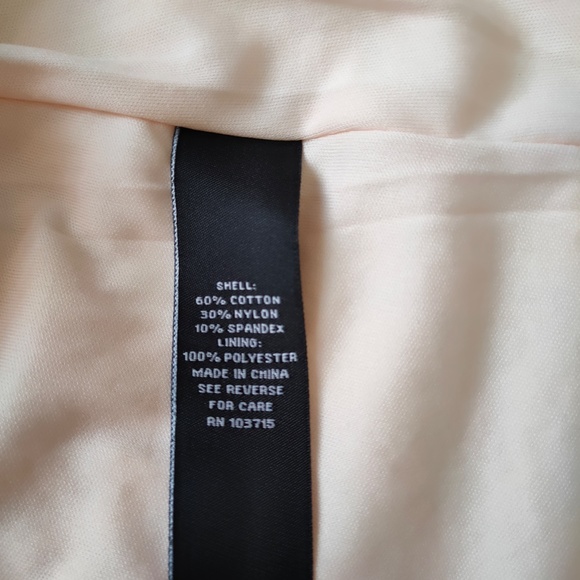 SHELL:
60% COTTON
30% NYLON
10% SPANDEX
LINING:
100% POLYESTER
MADE IN CHINA
SEE REVERSE
FOR CARE
RN 103715